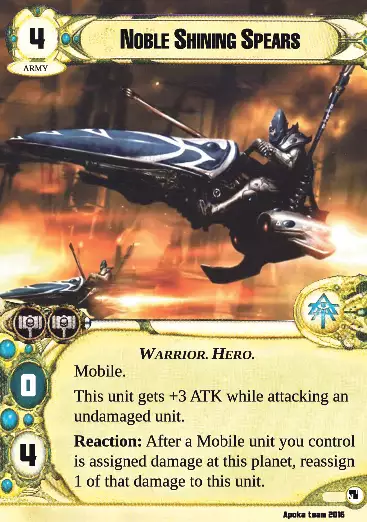 4
NOBLE SHINING SPEARS
ARMY
WARRIOR. HERO.
0
Mobile.
This unit gets +3 ATK while attacking an
undamaged unit.
4
Reaction: After a Mobile unit you control
is assigned damage at this planet, reassign
1 of that damage to this unit.
Apoka team 2016